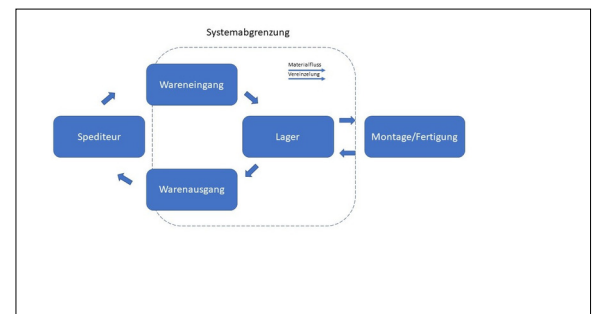 Systemabgrenzung
Materialfluss
Vereinzelung
Wareneingang
Spediteur
Lager
Montage/Fertigung
Warenausgang